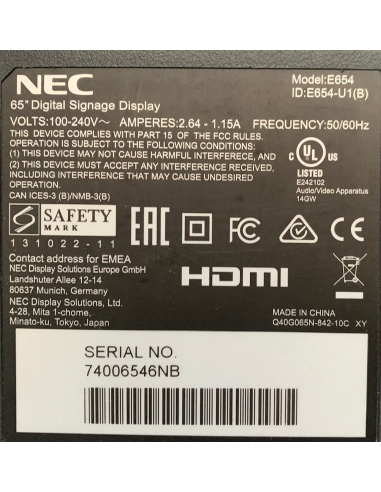 NEC
Model:E654
65" Digital Signage Display
ID:E654-U1(B)
VOLTS:100-240V~ AMPERES:2.64 - 1.15A FREQUENCY:50/60Hz
THIS DEVICE COMPLIES WITH PART 15 OF THE FCC RULES.
OPERATION IS SUBJECT TO THE FOLLOWING TWO CONDITIONS:
(1) THIS DEVICE MAY NOT CAUSE HARMFUL INTERFERECE, AND
(2) THIS DEVICE MUST ACCEPT ANY INTERFERENCE RECEIVED,
INCLUDING INTERFERENCE THAT MAY CAUSE UNDESIRED
OPERATION.
CAN ICES-3 (B)/NMB-3(B)
C UL US
LISTED
E242102
Audio/Video Apparatus
14GW
S SAFETY
MARK
131022-11
EAC
FC
Contact address for EMEA
NEC Display Solutions Europe GmbH
Landshuter Allee 12-14
80637 Munich, Germany
HDMI
NEC Display Solutions, Ltd.
4-28, Mita 1-chome,
Minato-ku, Tokyo, Japan
MADE IN CHINA
Q40G065N-842-10C XY
SERIAL NO.
74006546NB